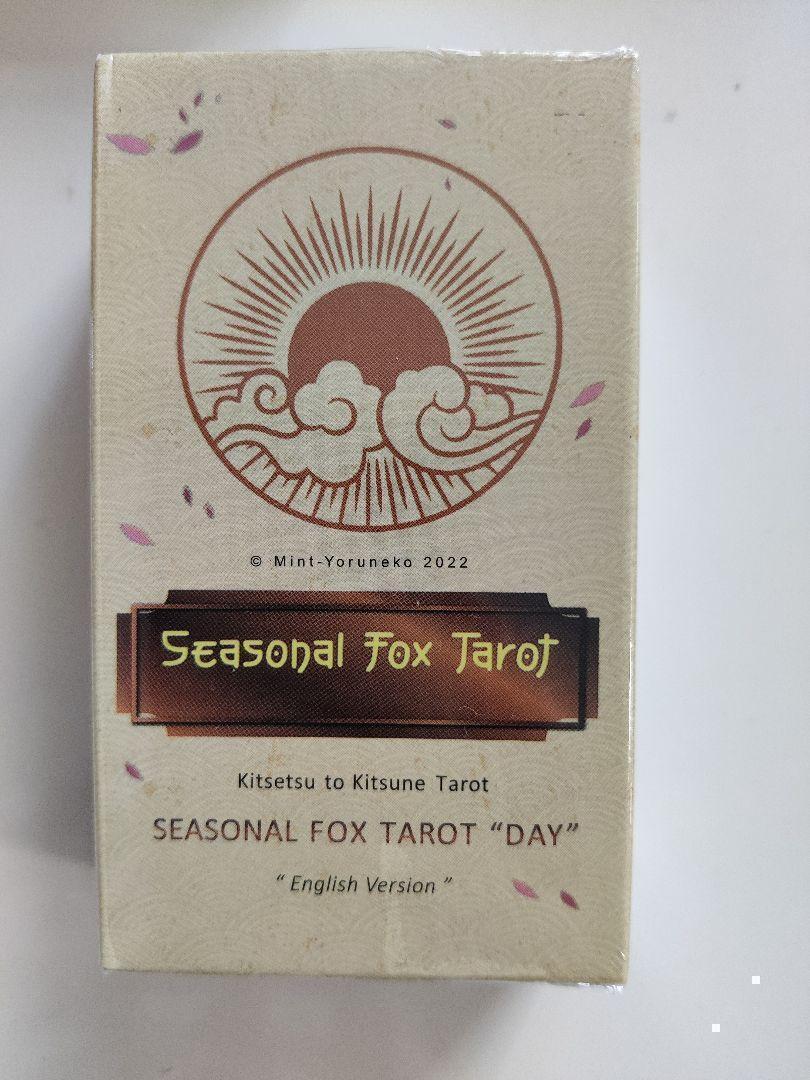 © Mint-Yoruneko 2022
Seasonal Fox Tarot
Kitsetsu to Kitsune Tarot
SEASONAL FOX TAROT “DAY”
“ English Version ”